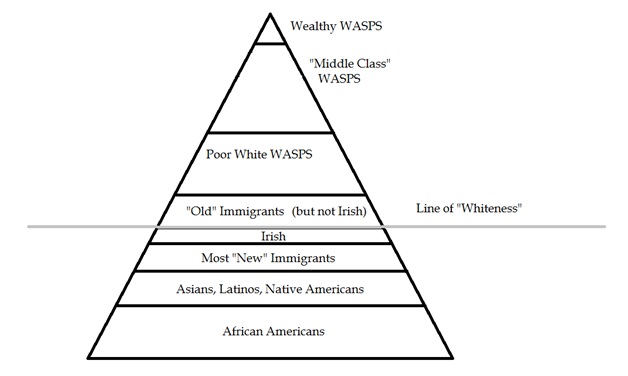 Wealthy WASPS
"Middle Class"
WASPS
Poor White WASPS
"Old" Immigrants (but not Irish)
Line of "Whiteness"
Irish
Most "New" Immigrants
Asians, Latinos, Native Americans
African Americans